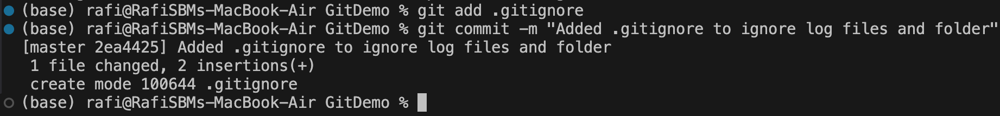 (base) rafi@RafiSBMs-MacBook-Air GitDemo % git add .gitignore
(base) rafi@RafiSBMs-MacBook-Air GitDemo % git commit -m "Added .gitignore to ignore log files and folder"
[master 2ea4425] Added .gitignore to ignore log files and folder
1 file changed, 2 insertions(+)
create mode 100644 .gitignore
(base) rafi@RafiSBMs-MacBook-Air GitDemo %